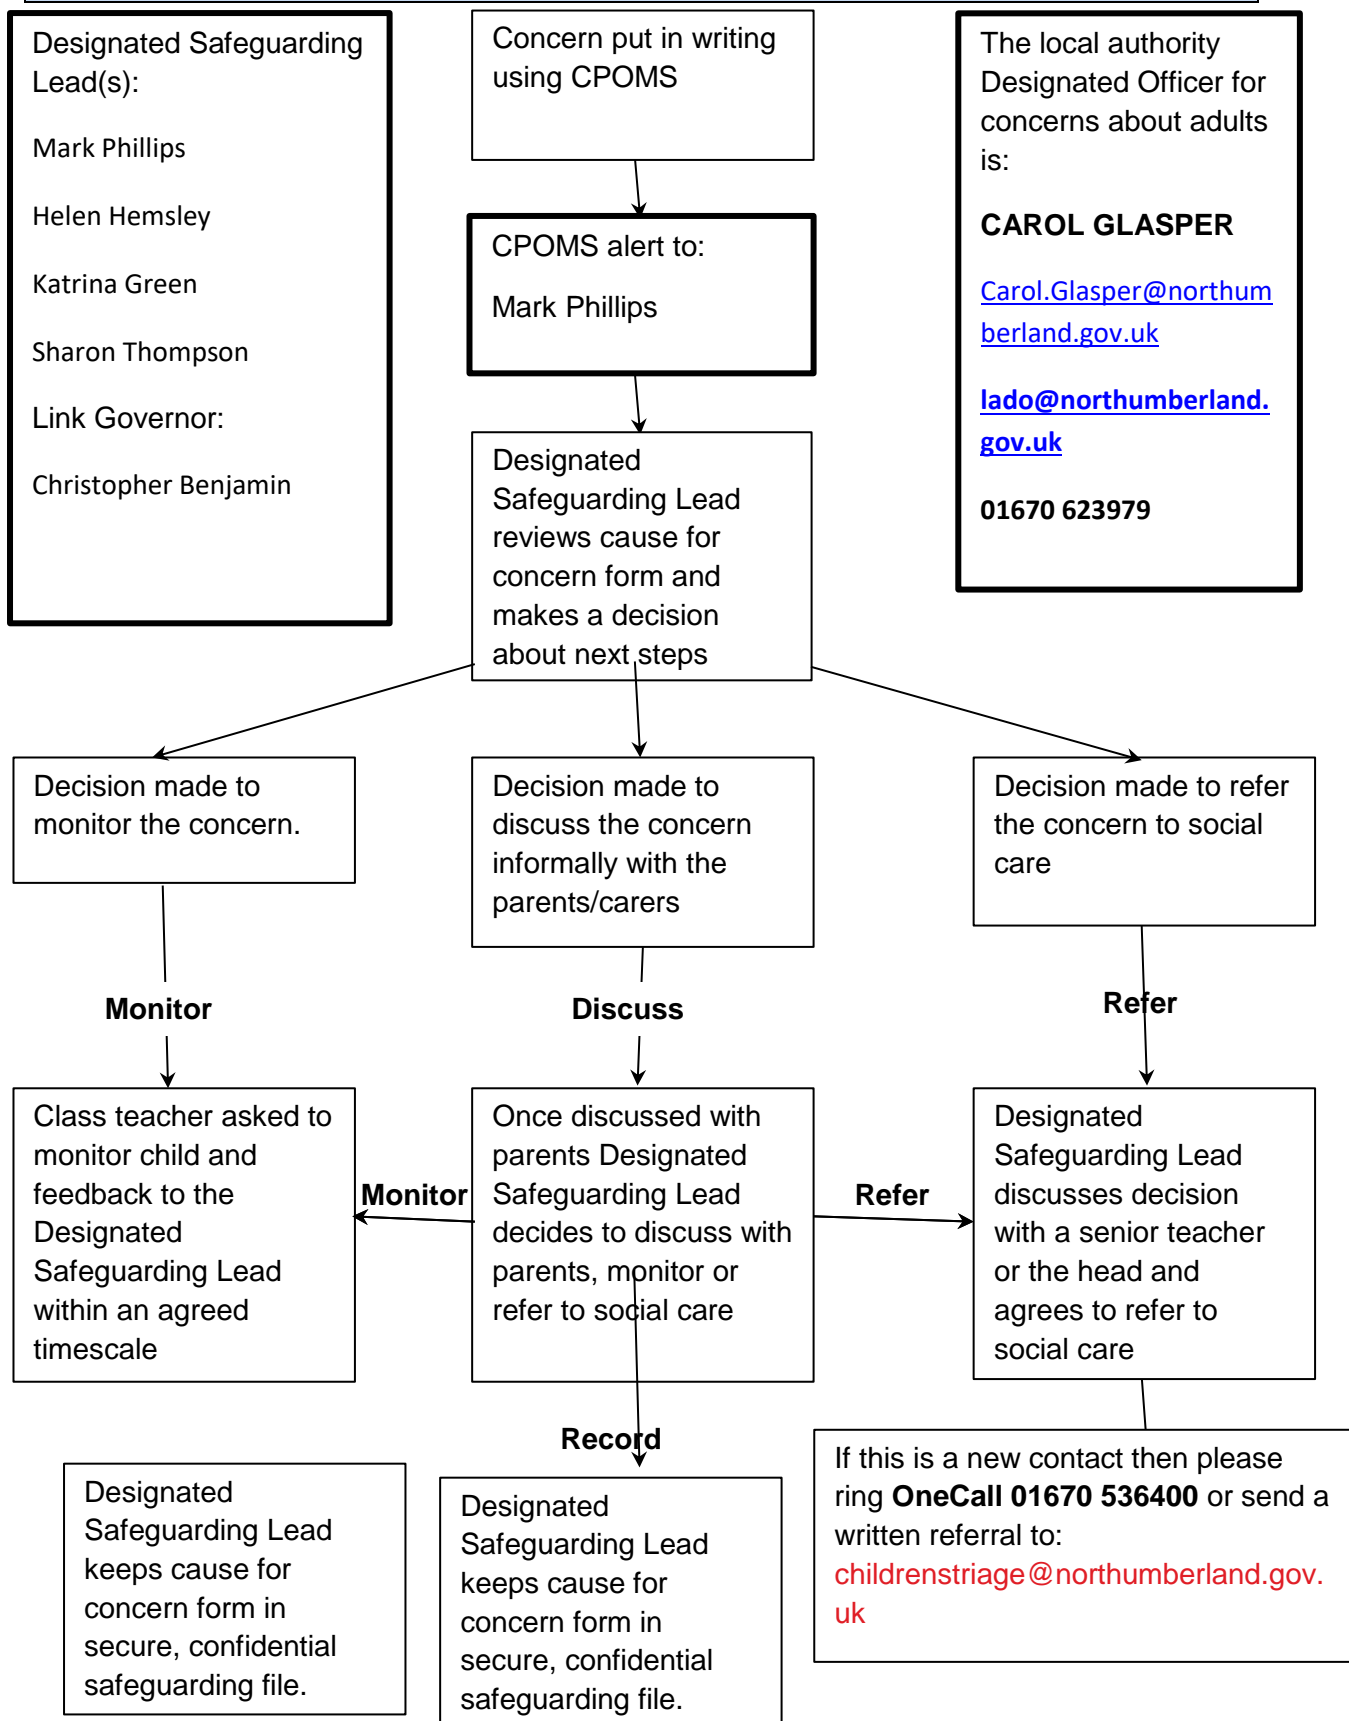 Designated Safeguarding
Lead(s):
Mark Phillips
Helen Hemsley
Katrina Green
Sharon Thompson
Link Governor:
Christopher Benjamin
Concern put in writing
using CPOMS
The local authority
Designated Officer for
concerns about adults
is:
CAROL GLASPER
Carol.Glasper@northum
berland.gov.uk
lado@northumberland.
gov.uk
01670 623979
CPOMS alert to:
Mark Phillips
Designated
Safeguarding Lead
reviews cause for
concern form and
makes a decision
about next steps
Decision made to
monitor the concern.
Decision made to
discuss the concern
informally with the
parents/carers
Decision made to refer
the concern to social
care
Monitor
Discuss
Refer
Class teacher asked to
monitor child and
feedback to the
Designated
Safeguarding Lead
within an agreed
timescale
Monitor
Once discussed with
parents Designated
Safeguarding Lead
decides to discuss with
parents, monitor or
refer to social care
Refer
Designated
Safeguarding Lead
discusses decision
with a senior teacher
or the head and
agrees to refer to
social care
Record
Designated
Safeguarding Lead
keeps cause for
concern form in
secure, confidential
safeguarding file.
Designated
Safeguarding Lead
keeps cause for
concern form in
secure, confidential
safeguarding file.
If this is a new contact then please
ring OneCall 01670 536400 or send a
written referral to:
childrenstriage@northumberland.gov.
uk